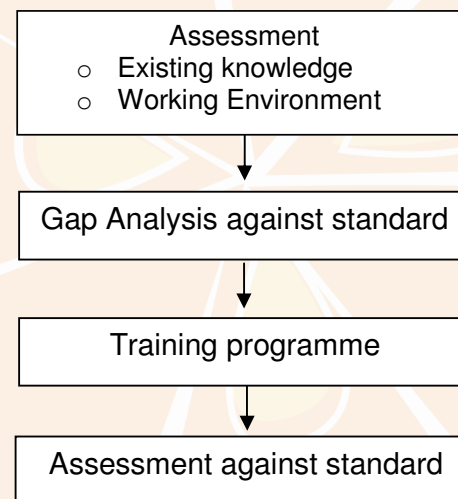 Assessment
o Existing knowledge
o Working Environment
Gap Analysis against standard
Training programme
Assessment against standard